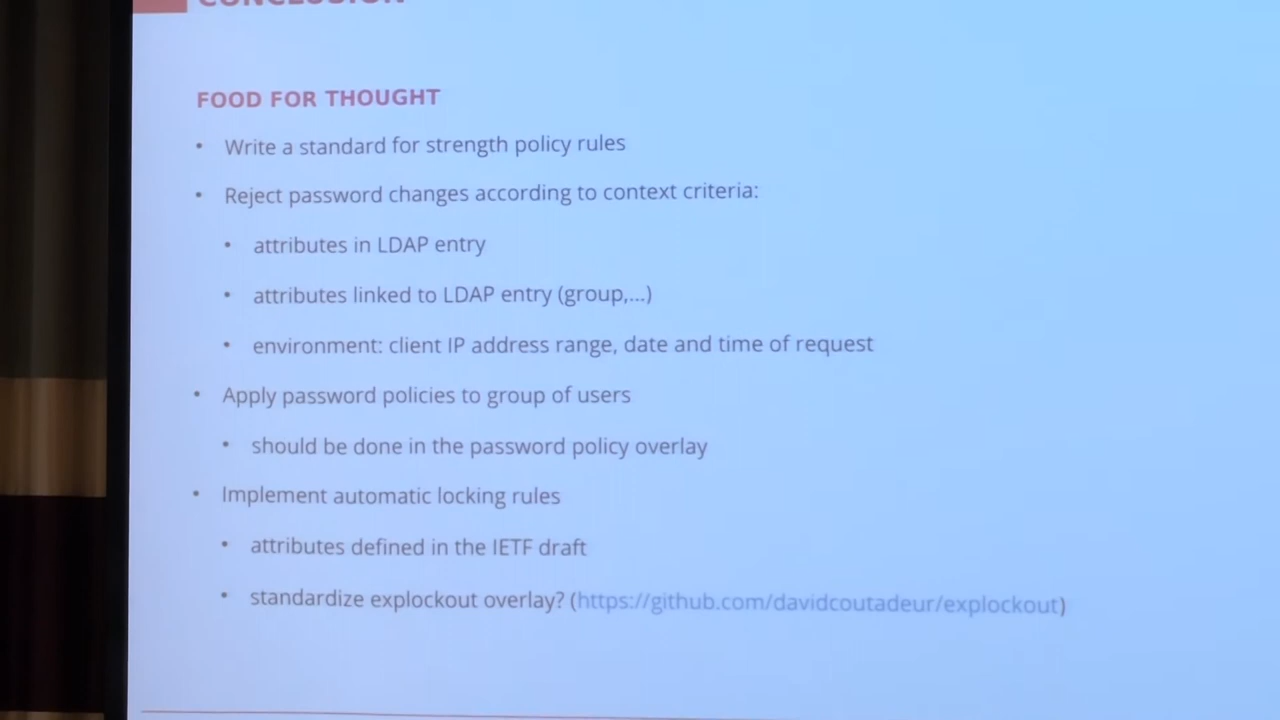 CONCLUSION
FOOD FOR THOUGHT
• Write a standard for strength policy rules
• Reject password changes according to context criteria:
• attributes in LDAP entry
• attributes linked to LDAP entry (group,...)
• environment: client IP address range, date and time of request
• Apply password policies to group of users
• should be done in the password policy overlay
• Implement automatic locking rules
• attributes defined in the IETF draft
• standardize explockout overlay? (https://github.com/davidcoutadeur/explockout)